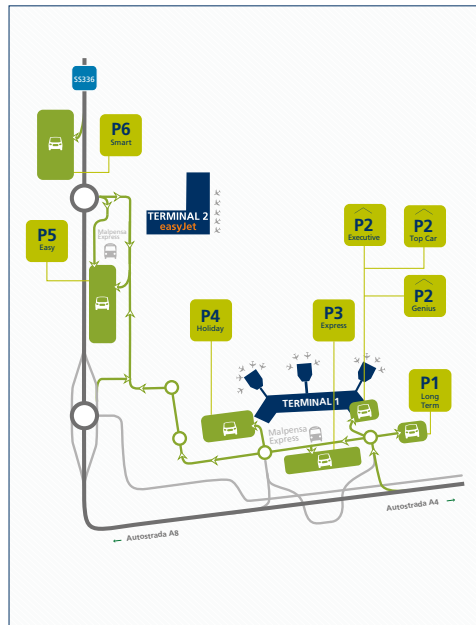 SS336
P6
Smart
TERMINAL 2
easyJet
P2
Executive
P2
Top Car
P5
Easy
Malpensa
Express
P2
Genius
P4
Holiday
P3
Express
P1
Long
Term
TERMINAL 1
Malpensa
Express
Autostrada A4
Autostrada A8